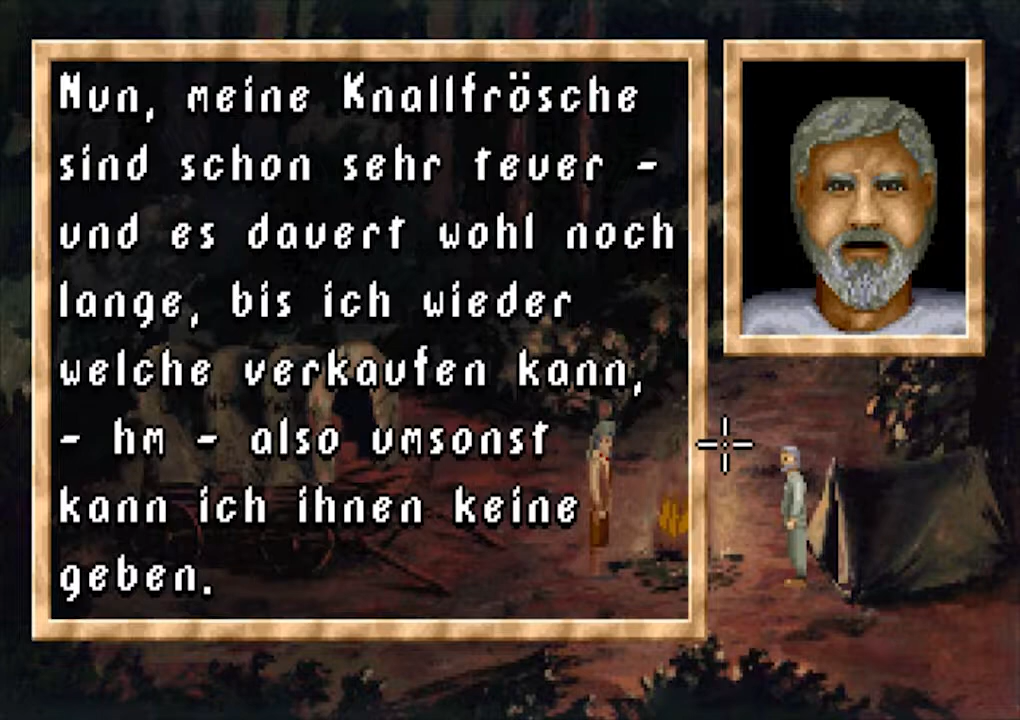 Nun, meine Knallfrösche
sind schon sehr teuer -
und es dauert wohl noch
lange, bis ich wieder
welche verkaufen kann,
- hm - also umsonst
kann ich ihnen keine
geben.